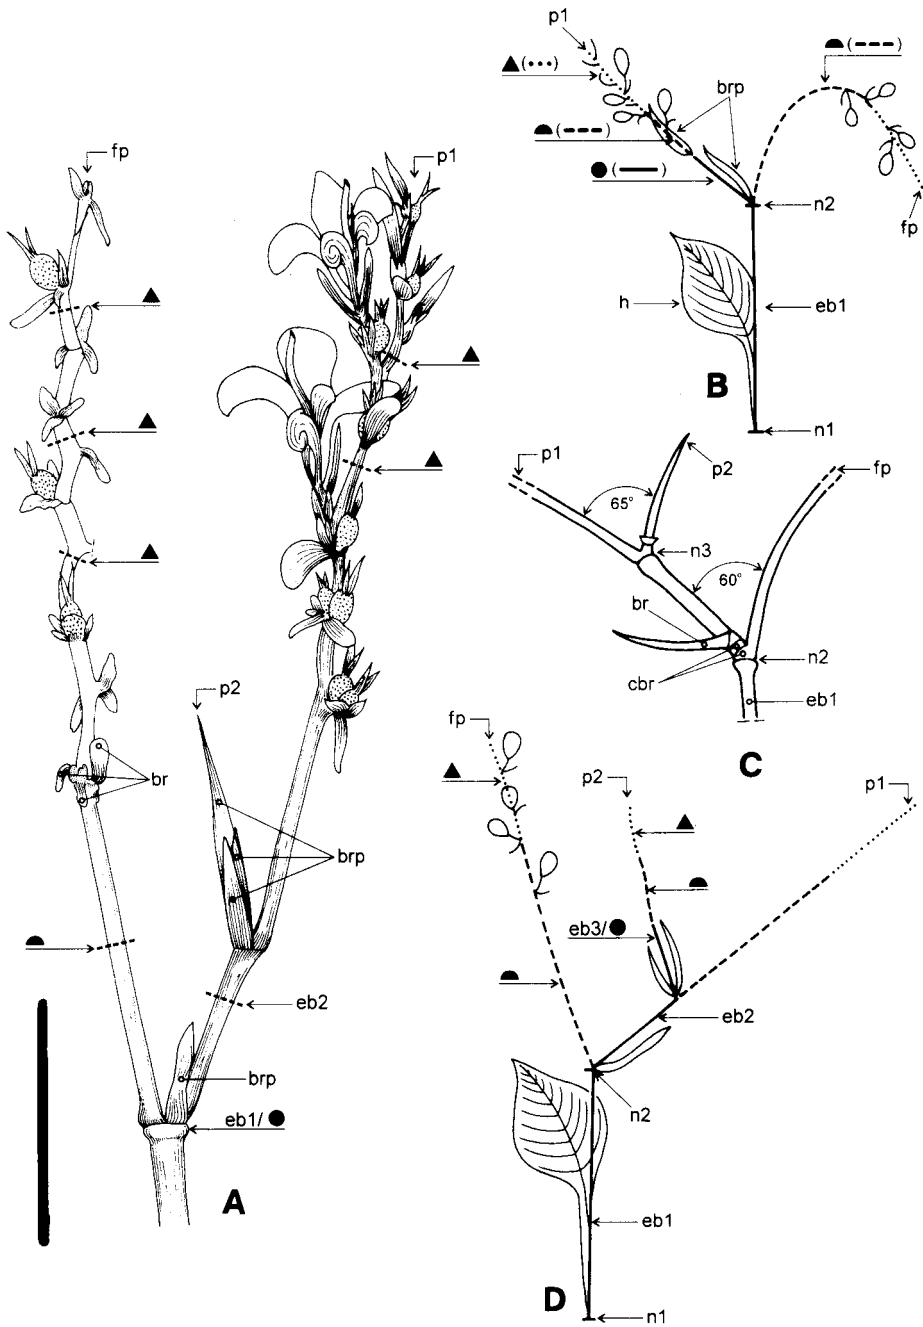 fp
p1
p2
br
brp
eb2
brp
eb1/
A
p1
(•••)
(---)
brp
(---)
(—)
n2
fp
h
eb1
B
n1
p1
p2
fp
65°
n3
60°
br
n2
cbr
eb1
C
fp
p2
p1
eb3/
eb2
n2
eb1
D
n1